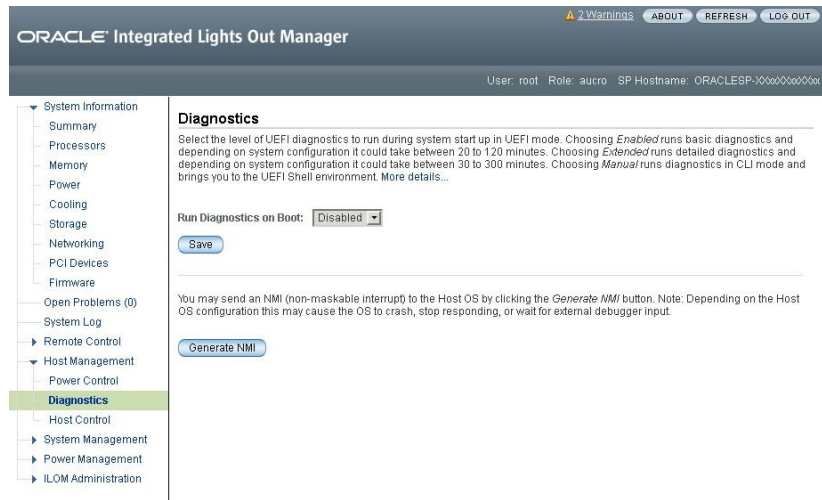 2 Warnings ABOUT REFRESH LOG OUT
ORACLE® Integrated Lights Out Manager
User: root Role: aucro SP Hostname:
System Information
Summary
Processors
Memory
Power
Cooling
Storage
Networking
PCI Devices
Firmware
Open Problems (0)
System Log
Remote Control
Host Management
Power Control
Diagnostics
Host Control
System Management
Power Management
ILOM Administration
Diagnostics
Select the level of UEFI diagnostics to run during system start up in UEFI mode. Choosing Enabled runs basic diagnostics and
depending on system configuration it could take between 20 to 120 minutes. Choosing Extended runs detailed diagnostics and
depending on system configuration it could take between 30 to 300 minutes. Choosing Manual runs diagnostics in CLI mode and
brings you to the UEFI Shell environment. More details...
Run Diagnostics on Boot: Disabled
Save
You may send an NMI (non-maskable interrupt) to the Host OS by clicking the Generate NMI button. Note: Depending on the Host
OS configuration this may cause the OS to crash, stop responding, or wait for external debugger input.
Generate NMI